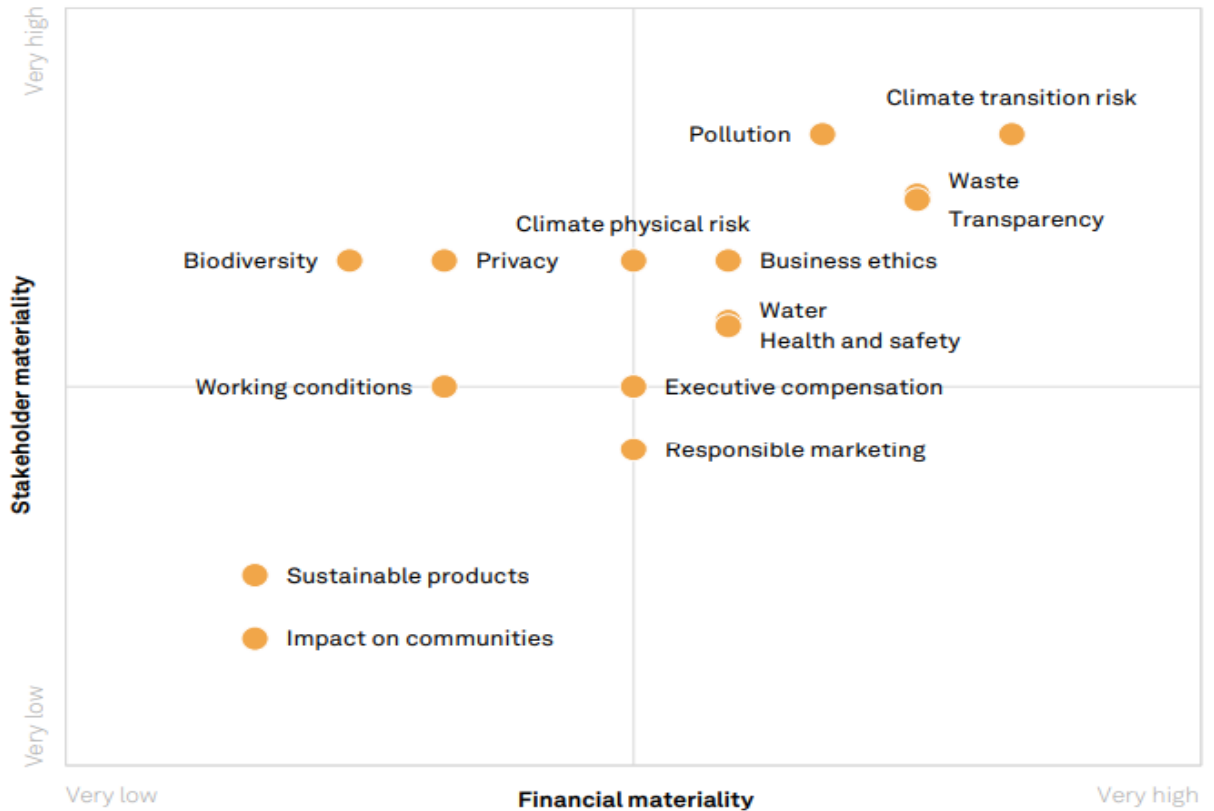 Very high
Climate transition risk
Pollution
Waste
Transparency
Climate physical risk
Biodiversity
Privacy
Business ethics
Water
Health and safety
Stakeholder materiality
Working conditions
Executive compensation
Responsible marketing
Sustainable products
Impact on communities
Very low
Very low
Financial materiality
Very high